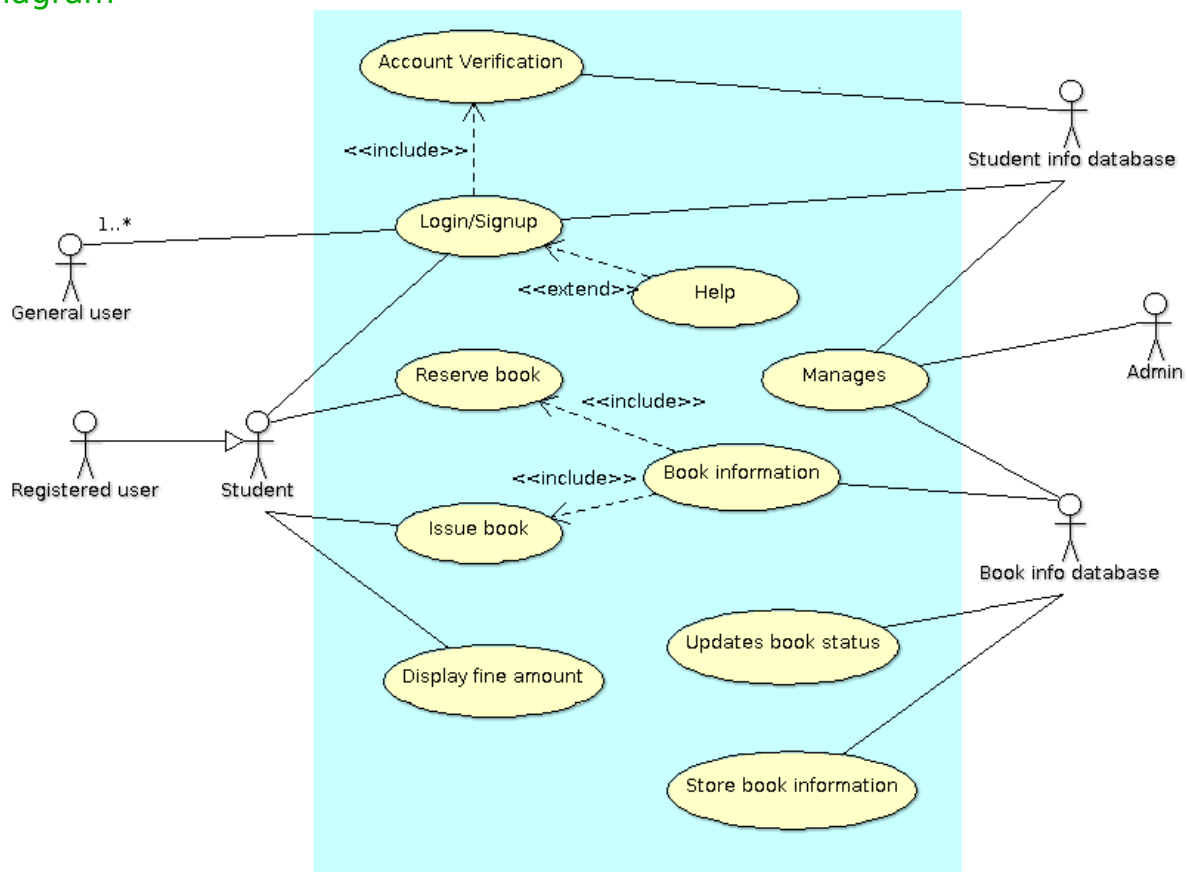 Account Verification
Student info database
<<include>>
1..*
Login/Signup
General user
<<extend>>
Help
Admin
Reserve book
Manages
<<include>>
Registered user
Student
Book information
<<include>>
Issue book
Book info database
Updates book status
Display fine amount
Store book information